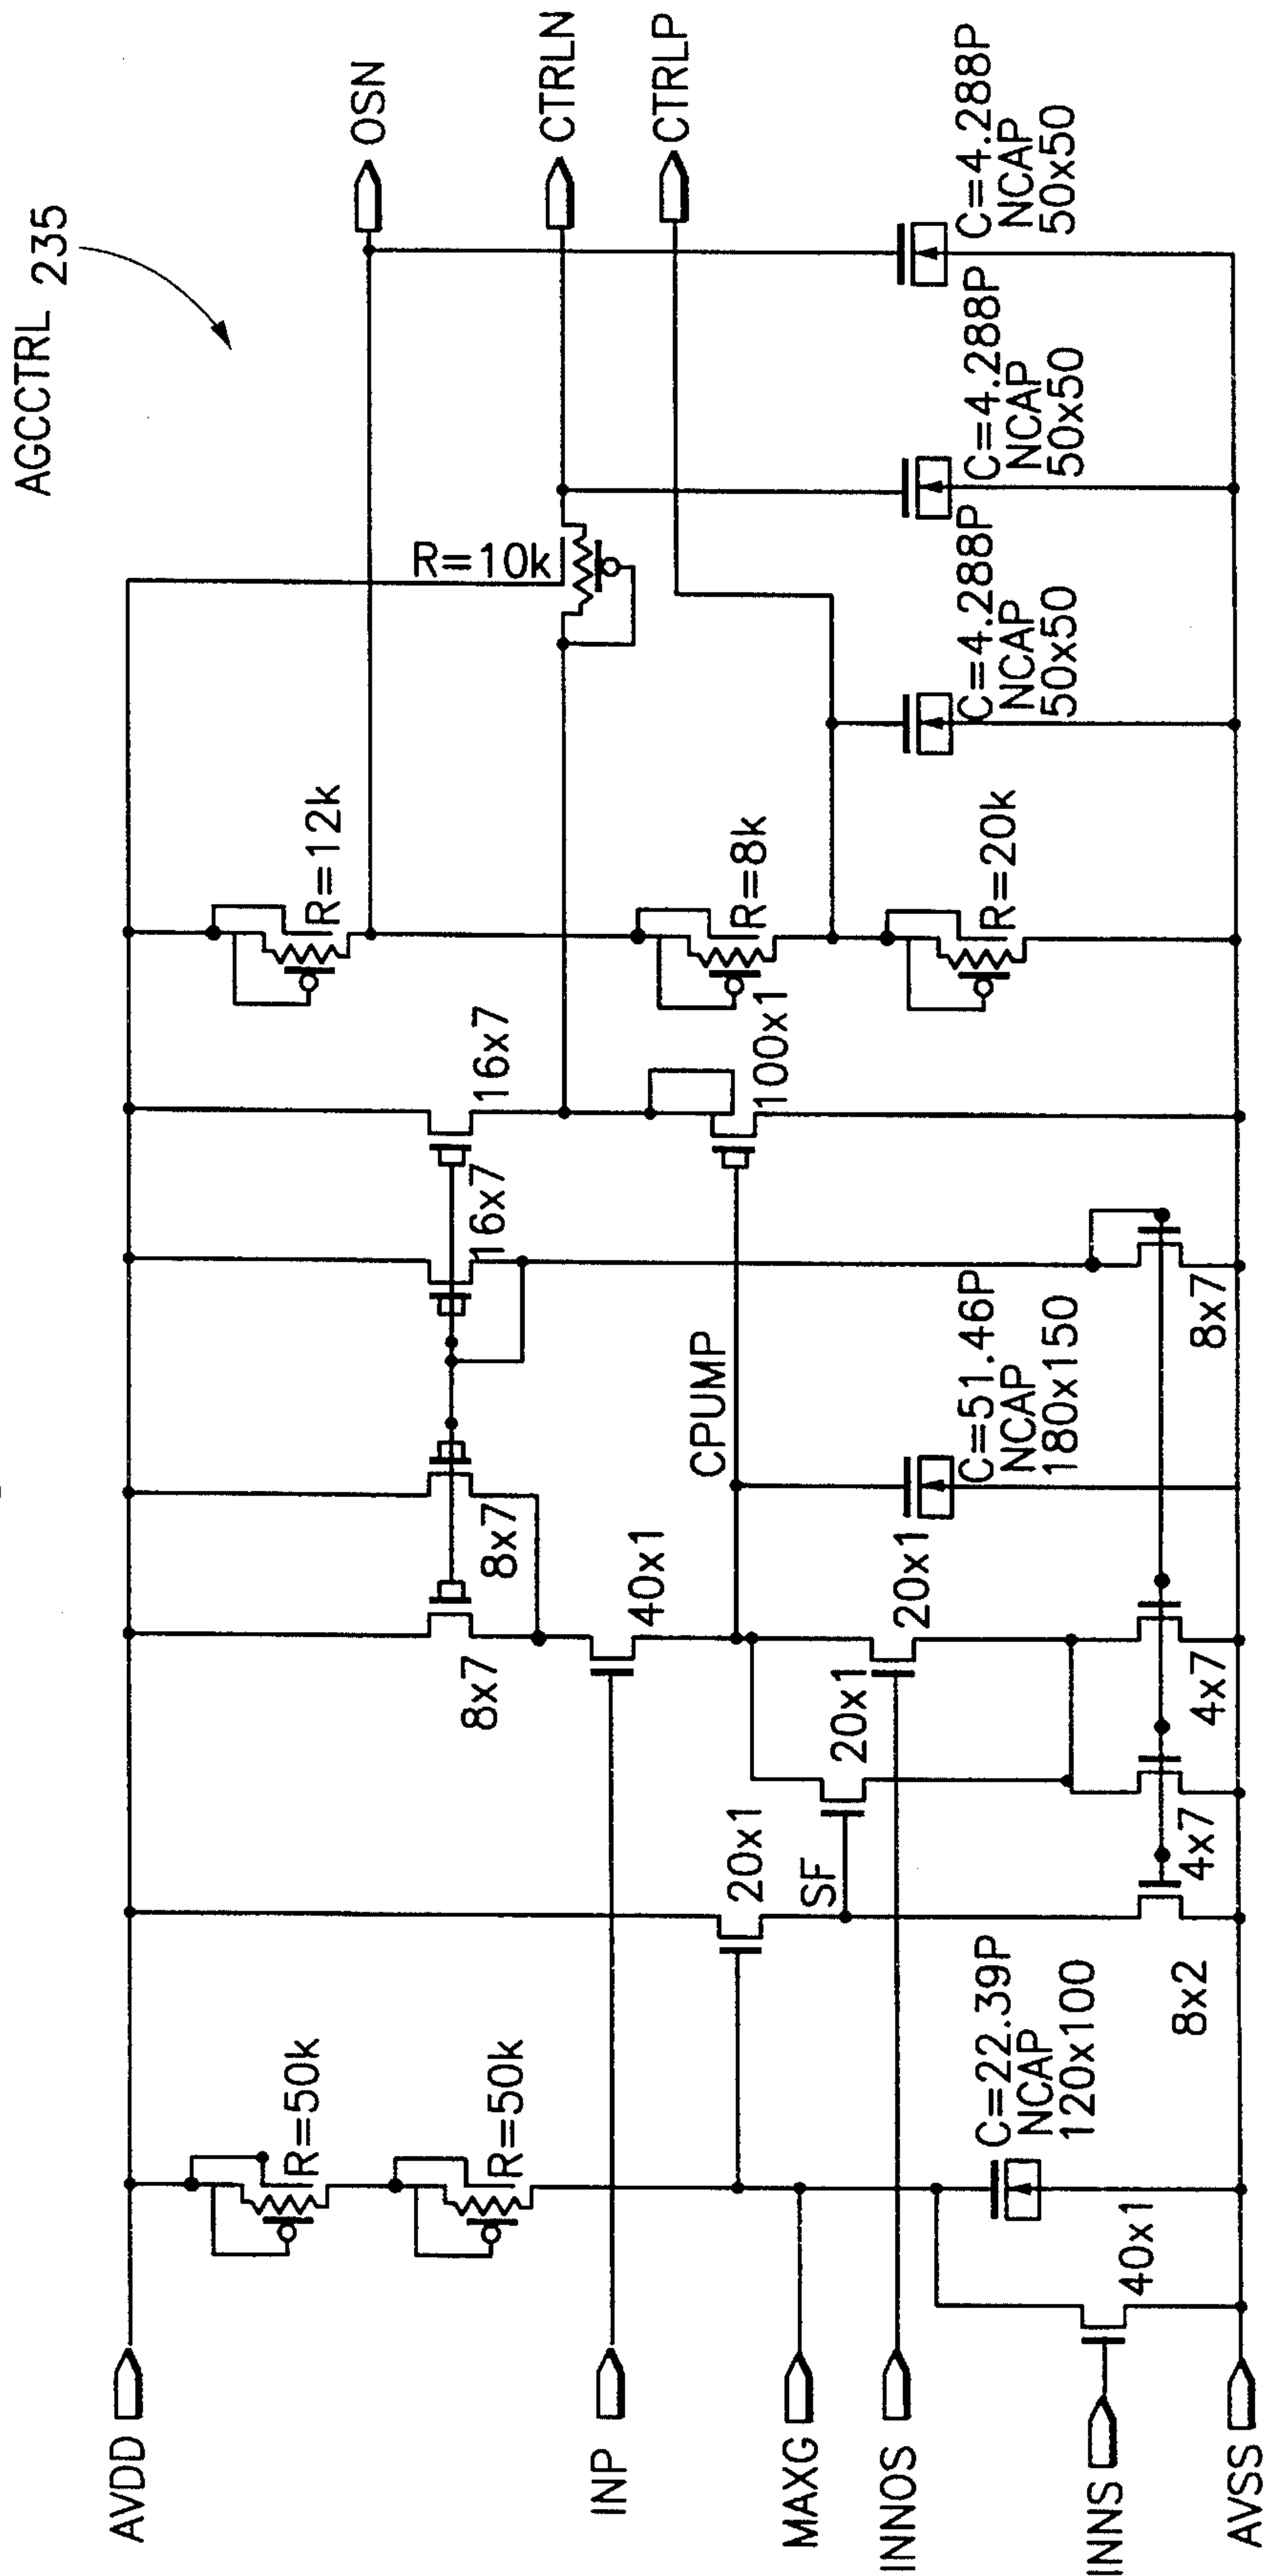 AGCCTRL 235
AVDD
INP
MAXG
INNOS
INNS
AVSS
OSN
CTRLN
CTRLP
R=50k
R=50k
8x7
8x7
16x7
16x7
R=12k
R=10k
40x1
20x1
SF
20x1
20x1
CPUMP
100x1
R=8k
R=20k
40x1
C=22.39P
NCAP
120x100
8x2
4x7
4x7
C=51.46P
NCAP
180x150
8x7
C=4.288P
NCAP
50x50
C=4.288P
NCAP
50x50
C=4.288P
NCAP
50x50